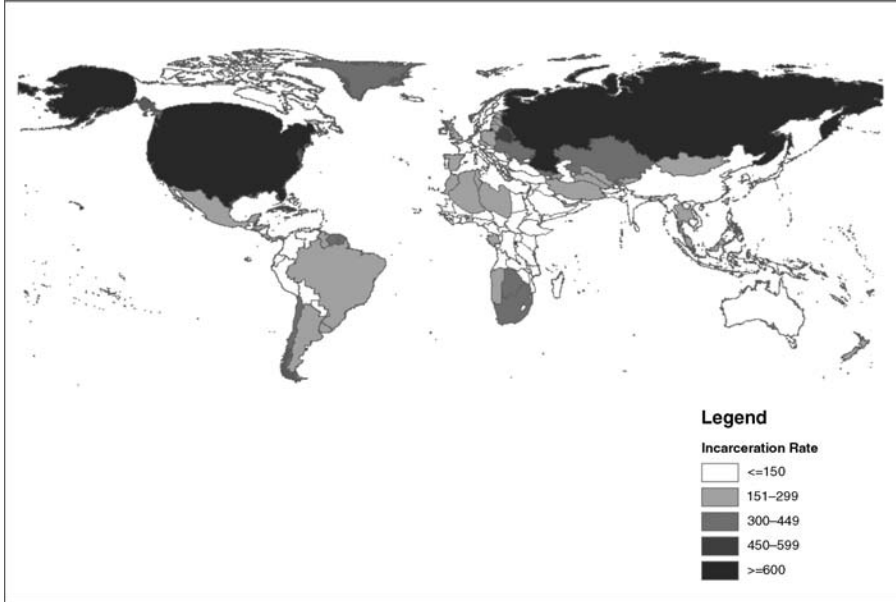 Legend
Incarceration Rate
<=150
151–299
300–449
450–599
>=600